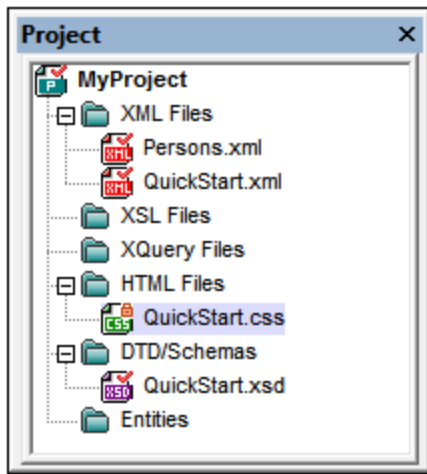 Project
MyProject
XML Files
Persons.xml
QuickStart.xml
XSL Files
XQuery Files
HTML Files
QuickStart.css
DTD/Schemas
QuickStart.xsd
Entities